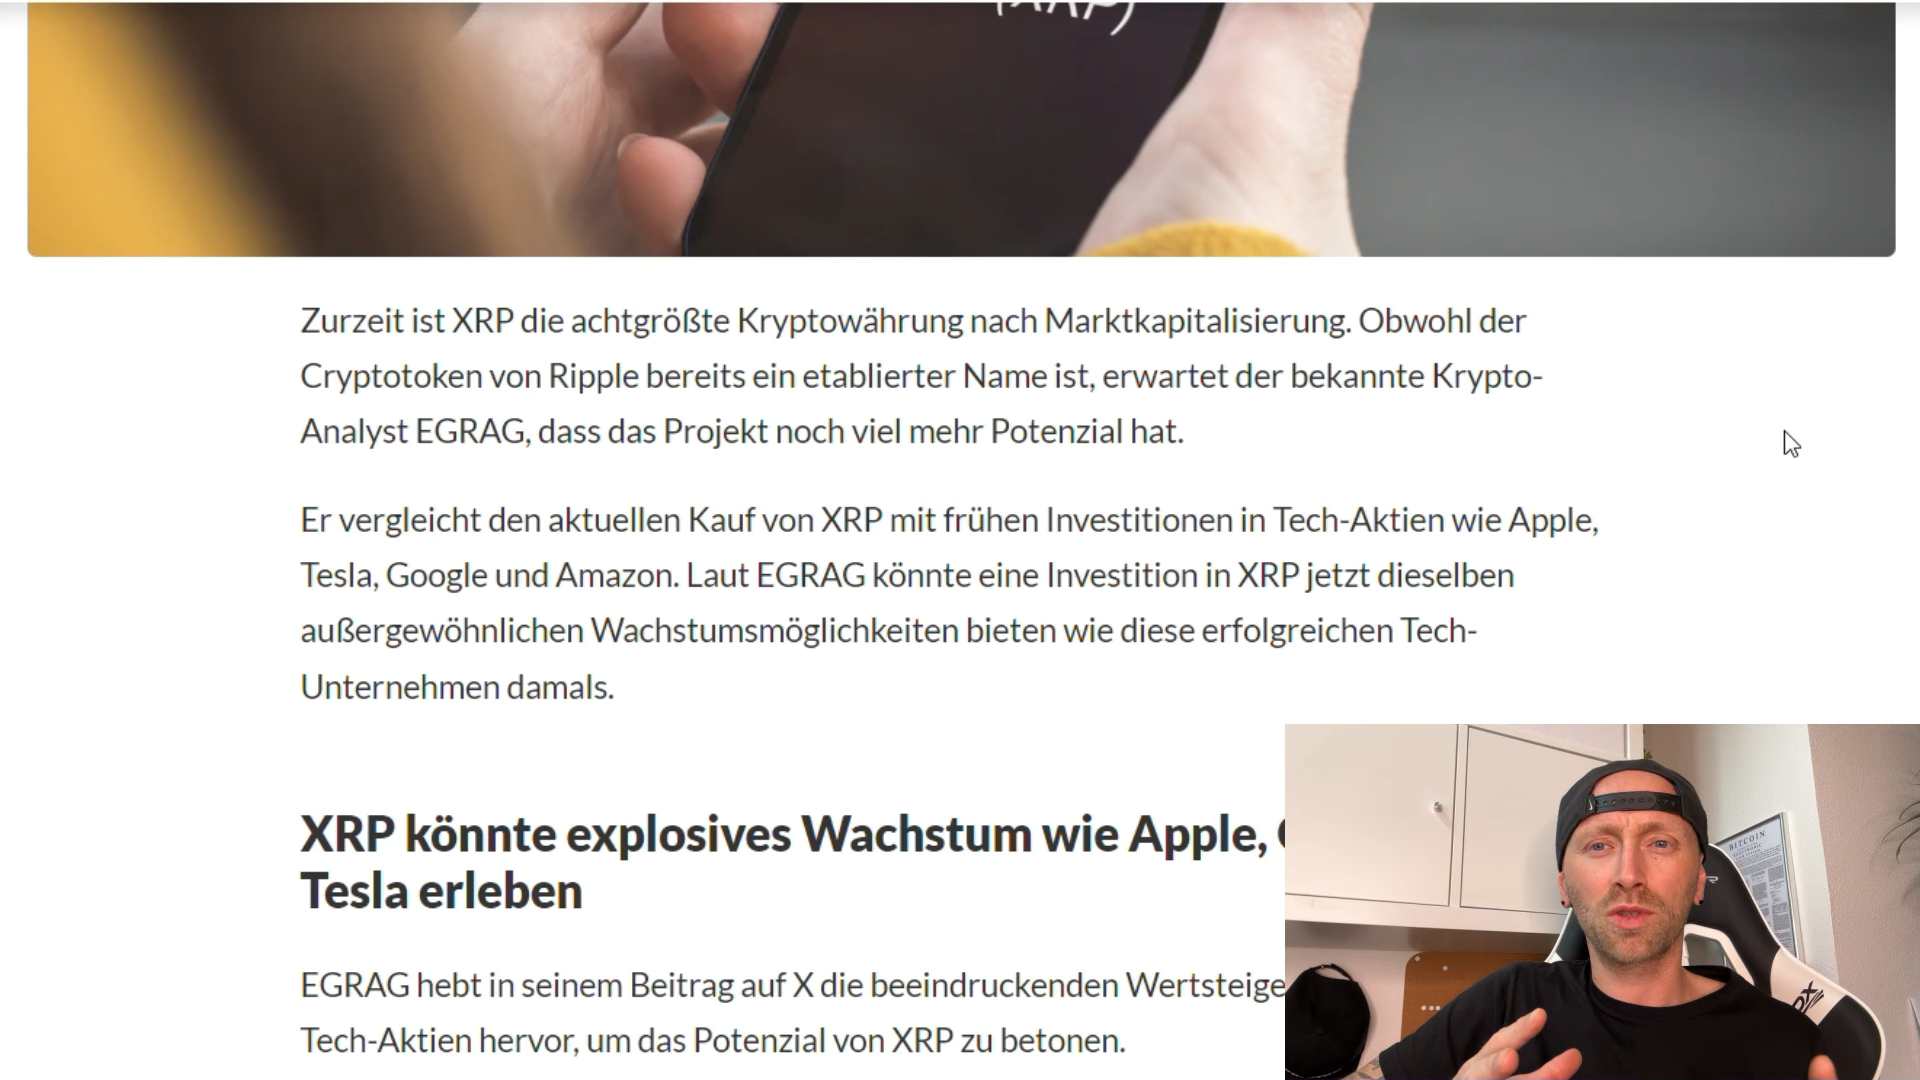 (XRP)
Zurzeit ist XRP die achtgrößte Kryptowährung nach Marktkapitalisierung. Obwohl der
Cryptotoken von Ripple bereits ein etablierter Name ist, erwartet der bekannte Krypto-
Analyst EGRAG, dass das Projekt noch viel mehr Potenzial hat.
Er vergleicht den aktuellen Kauf von XRP mit frühen Investitionen in Tech-Aktien wie Apple,
Tesla, Google und Amazon. Laut EGRAG könnte eine Investition in XRP jetzt dieselben
außergewöhnlichen Wachstumsmöglichkeiten bieten wie diese erfolgreichen Tech-
Unternehmen damals.
XRP könnte explosives Wachstum wie Apple,
Tesla erleben
EGRAG hebt in seinem Beitrag auf X die beeindruckenden Wertsteige
Tech-Aktien hervor, um das Potenzial von XRP zu betonen.
BITCOIN